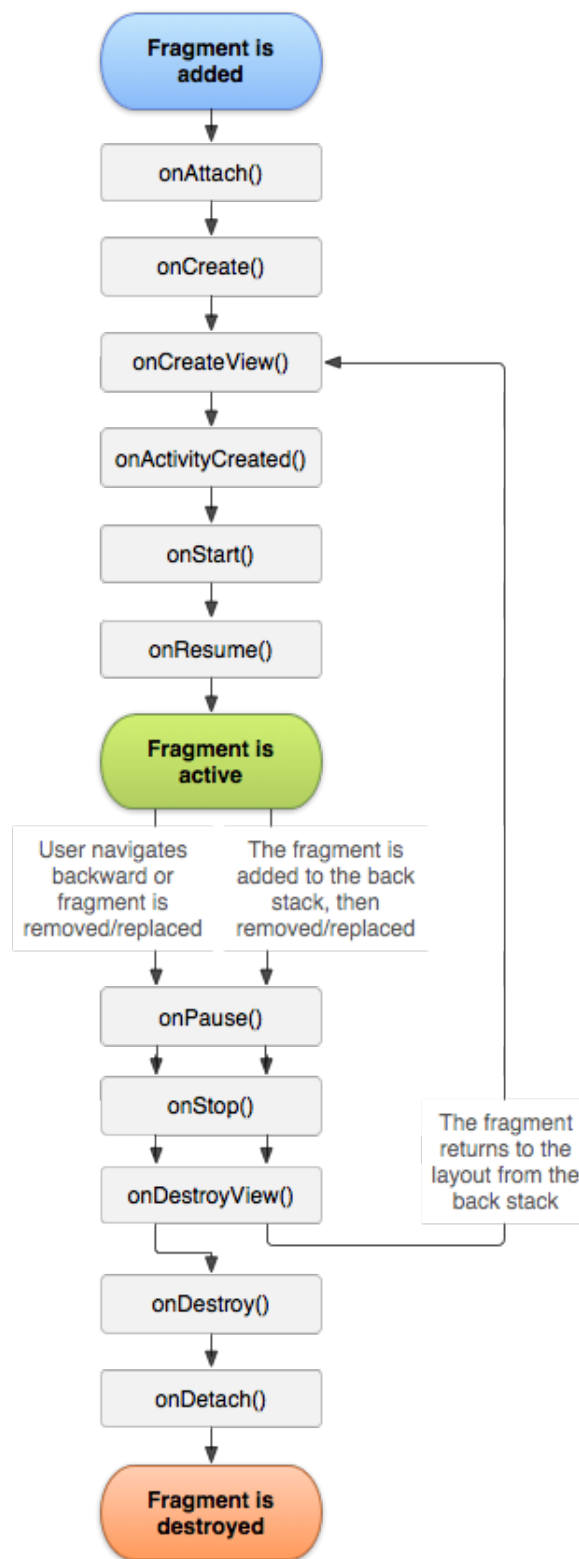 Fragment is
added
onAttach()
onCreate()
onCreateView()
onActivityCreated()
onStart()
onResume()
Fragment is
active
User navigates
backward or
fragment is
removed/replaced
The fragment is
added to the back
stack, then
removed/replaced
onPause()
onStop()
The fragment
returns to the
layout from the
back stack
onDestroyView()
onDestroy()
onDetach()
Fragment is
destroyed